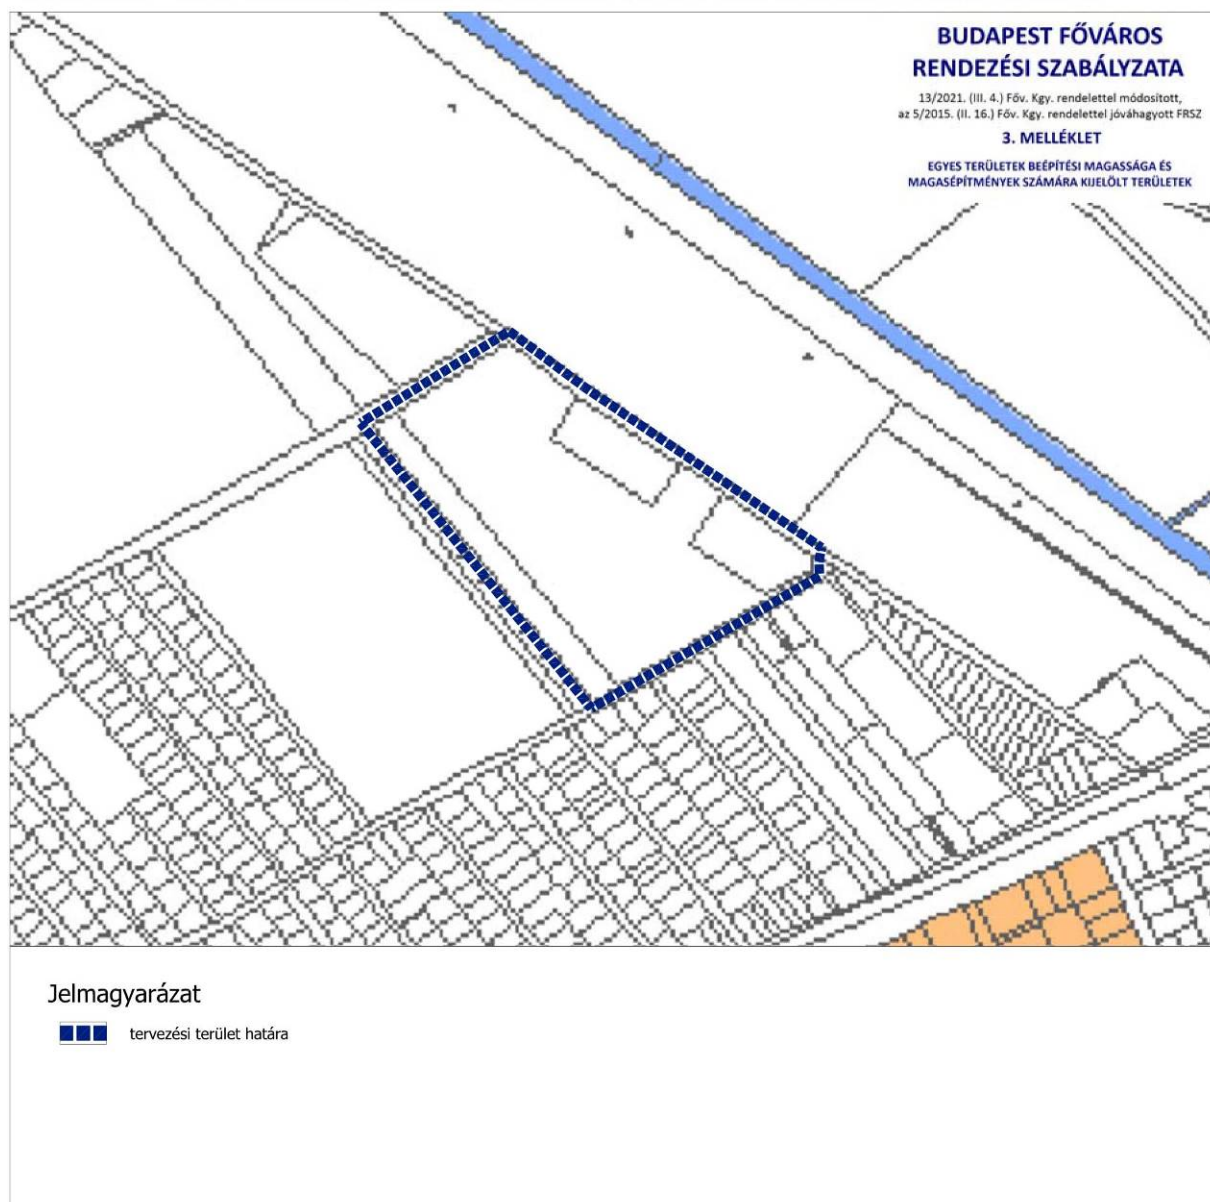 BUDAPEST FŐVÁROS
RENDEZÉSI SZABÁLYZATA
13/2021. (III. 4.) Főv. Kgy. rendelettel módosított,
az 5/2015. (II. 16.) Főv. Kgy. rendelettel jóváhagyott FRSZ
3. MELLÉKLET
EGYES TERÜLETEK BEÉPÍTÉSI MAGASSÁGA ÉS
MAGASÉPÍTMÉNYEK SZÁMÁRA KIJELÖLT TERÜLETEK
Jelmagyarázat
tervezési terület határa